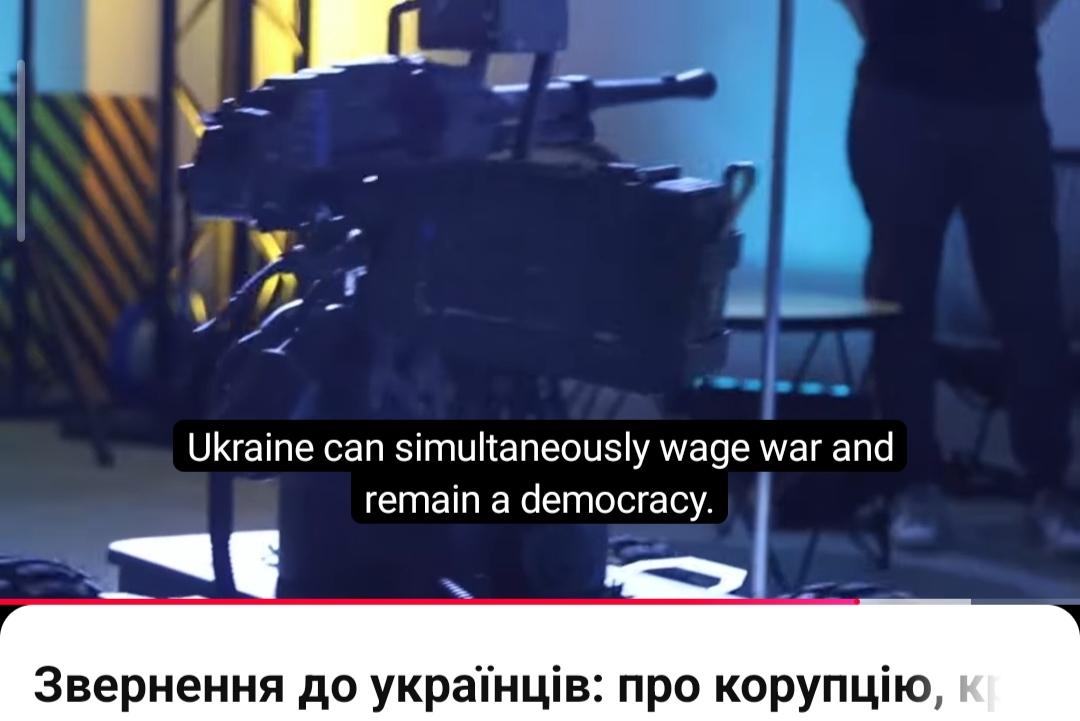 Ukraine can simultaneously wage war and
remain a democracy.
Звернення до українців: про корупцію,